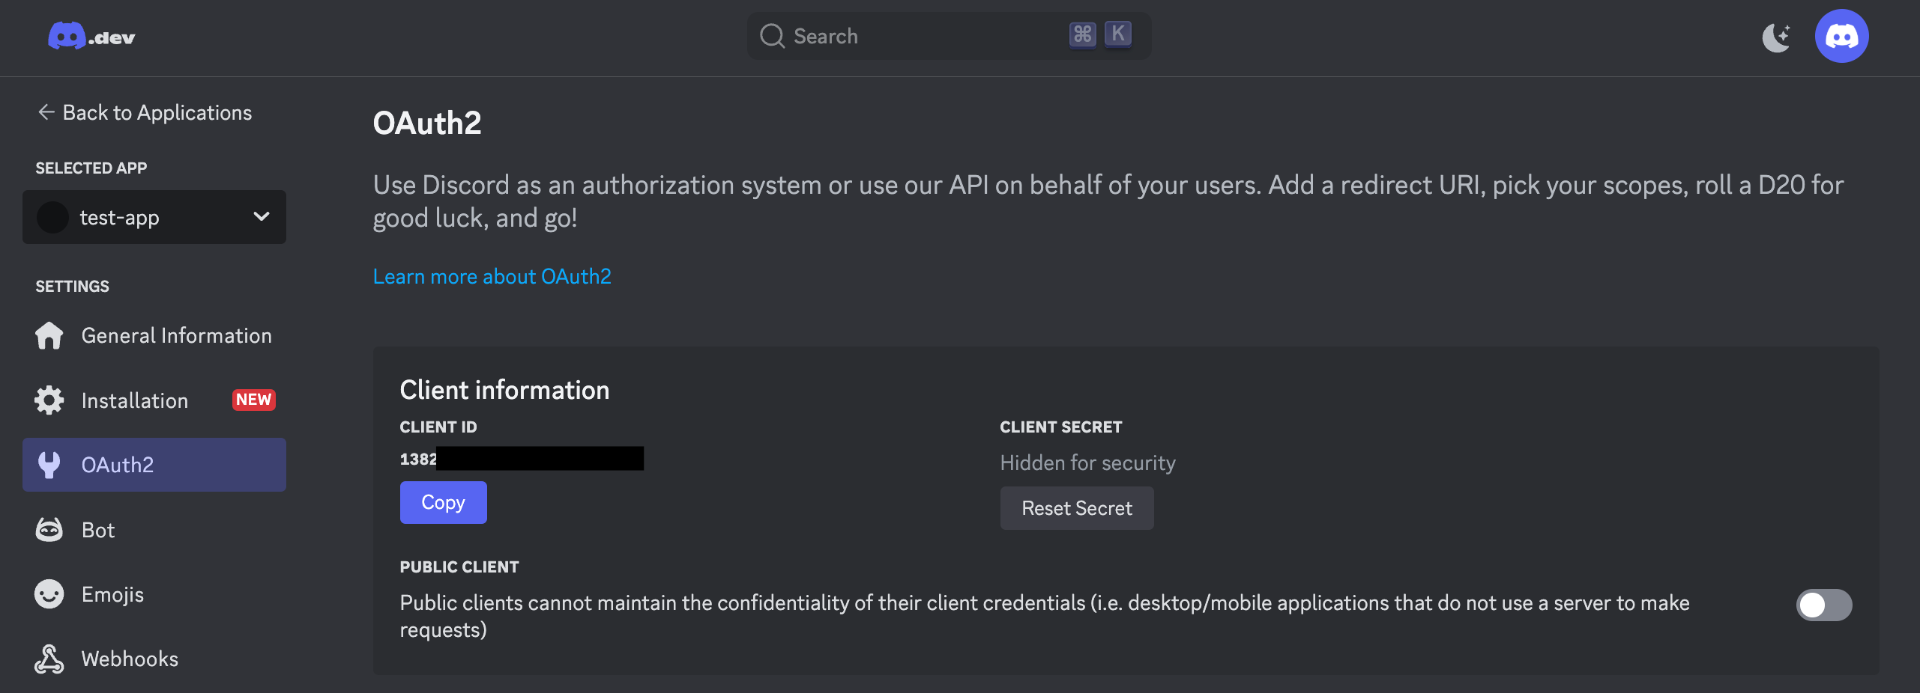 .dev
Search
⌘ K
← Back to Applications
SELECTED APP
test-app
SETTINGS
General Information
Installation NEW
OAuth2
Bot
Emojis
Webhooks
OAuth2
Use Discord as an authorization system or use our API on behalf of your users. Add a redirect URI, pick your scopes, roll a D20 for
good luck, and go!
Learn more about OAuth2
Client information
CLIENT ID
1382
Copy
CLIENT SECRET
Hidden for security
Reset Secret
PUBLIC CLIENT
Public clients cannot maintain the confidentiality of their client credentials (i.e. desktop/mobile applications that do not use a server to make
requests)